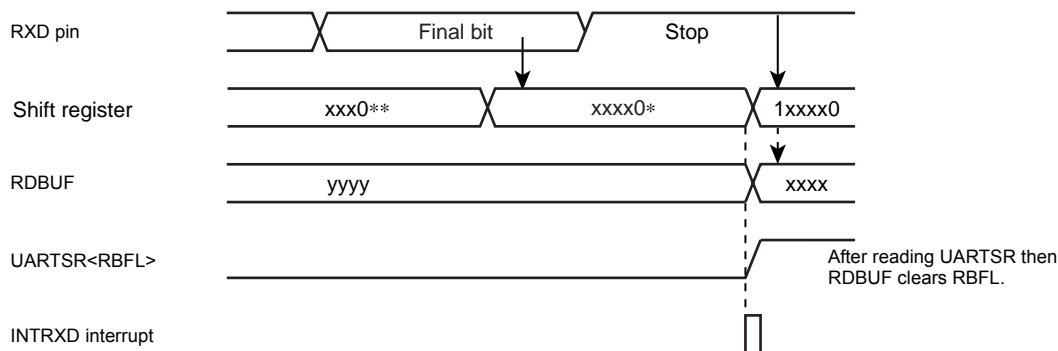 RXD pin
Final bit
Stop
Shift register
xxx0**
xxxx0*
1xxxx0
RDBUF
yyyy
xxxx
UARTSR<RBFL>
After reading UARTSR then
RDBUF clears RBFL.
INTRXD interrupt